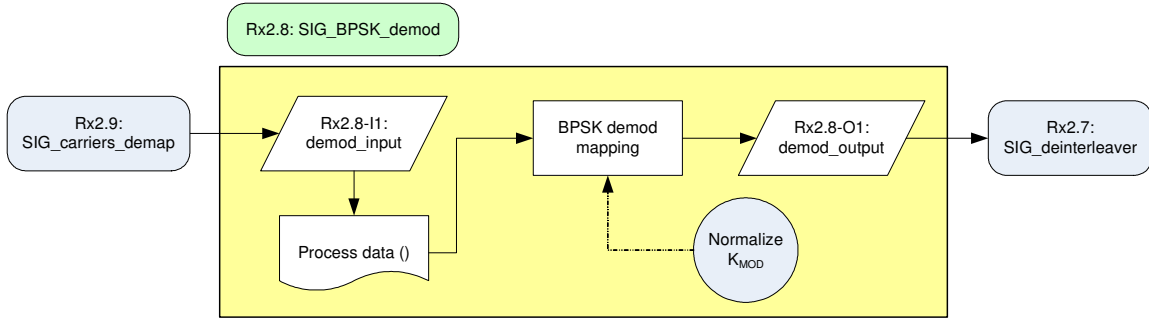 Rx2.8: SIG_BPSK_demod
Rx2.9:
SIG_carriers_demap
Rx2.8-I1:
demod_input
BPSK demod
mapping
Rx2.8-O1:
demod_output
Rx2.7:
SIG_deinterleaver
Process data ()
Normalize
KMOD